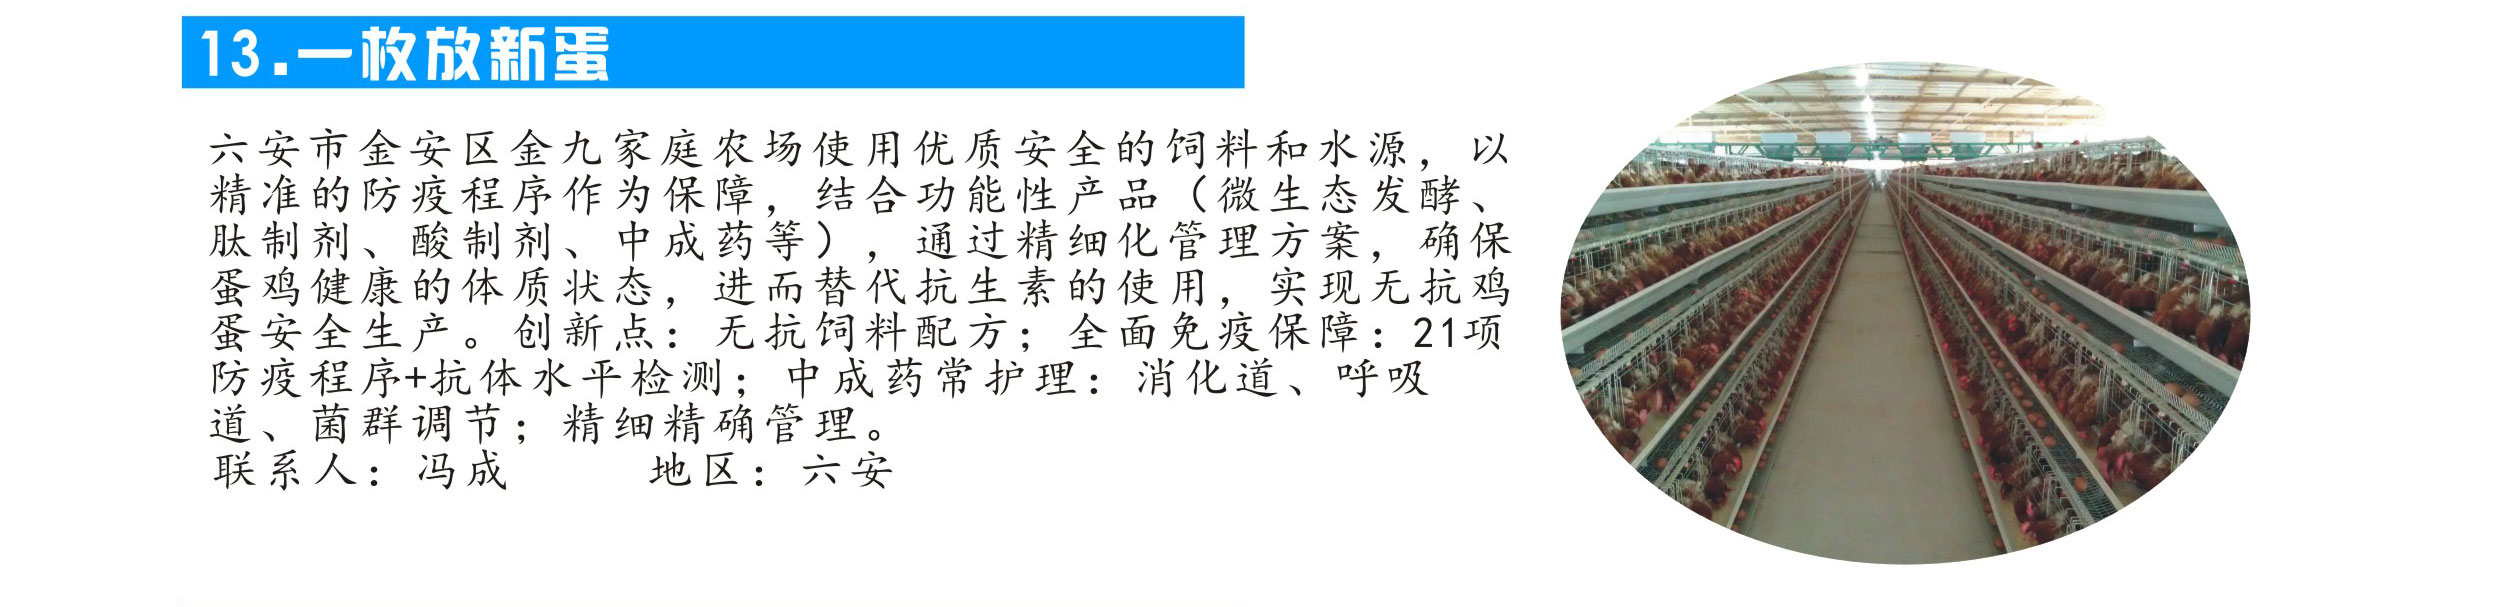 13.一枚放新蛋
六安市金安区金九家庭农场使用优质安全的饲料和水源，以
精准的防疫程序作为保障，结合功能性产品（微生态发酵、
肽制剂、酸制剂、中成药等），通过精细化管理方案，确保
蛋鸡健康的体质状态，进而替代抗生素的使用，实现无抗鸡
蛋安全生产。创新点：无抗饲料配方；全面免疫保障：21项
防疫程序+抗体水平检测；中成药常护理：消化道、呼吸
道、菌群调节；精细精确管理。
联系人：冯成 地区：六安